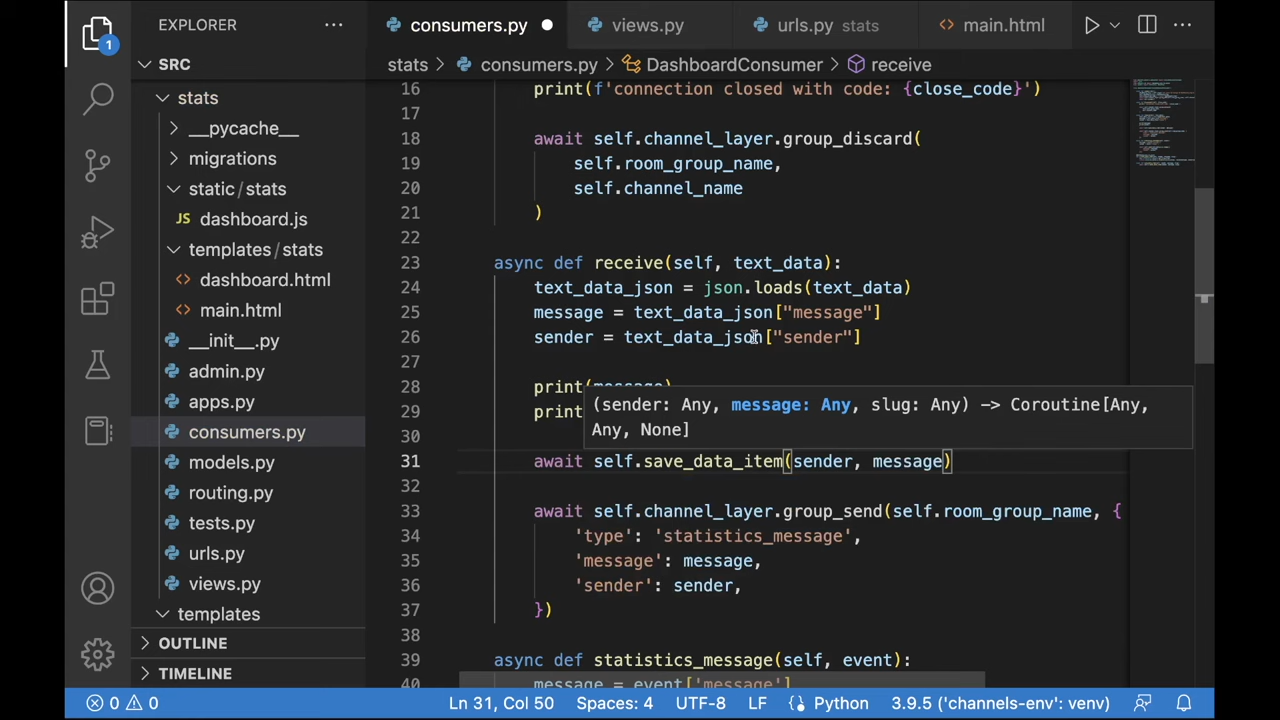 EXPLORER
consumers.py
views.py
urls.py stats
main.html
1
SRC
stats
__pycache__
migrations
static/stats
JS dashboard.js
templates/stats
<> dashboard.html
<> main.html
__init__.py
admin.py
apps.py
consumers.py
models.py
routing.py
tests.py
urls.py
views.py
templates
OUTLINE
TIMELINE
stats > consumers.py > DashboardConsumer > receive
16 print(f'connection closed with code: {close_code}')
17
18 await self.channel_layer.group_discard(
19 self.room_group_name,
20 self.channel_name
21 )
22
23 async def receive(self, text_data):
24 text_data_json = json.loads(text_data)
25 message = text_data_json["message"]
26 sender = text_data_json["sender"]
27
28 print(message)
29 print
(sender: Any, message: Any, slug: Any) -> Coroutine[Any,
Any, None]
30
31 await self.save_data_item(sender, message)
32
33 await self.channel_layer.group_send(self.room_group_name, {
34 'type': 'statistics_message',
35 'message': message,
36 'sender': sender,
37 })
38
39 async def statistics_message(self, event):
40 message = event['message']
0 0 Ln 31, Col 50 Spaces: 4 UTF-8 LF Python 3.9.5 ('channels-env': venv)